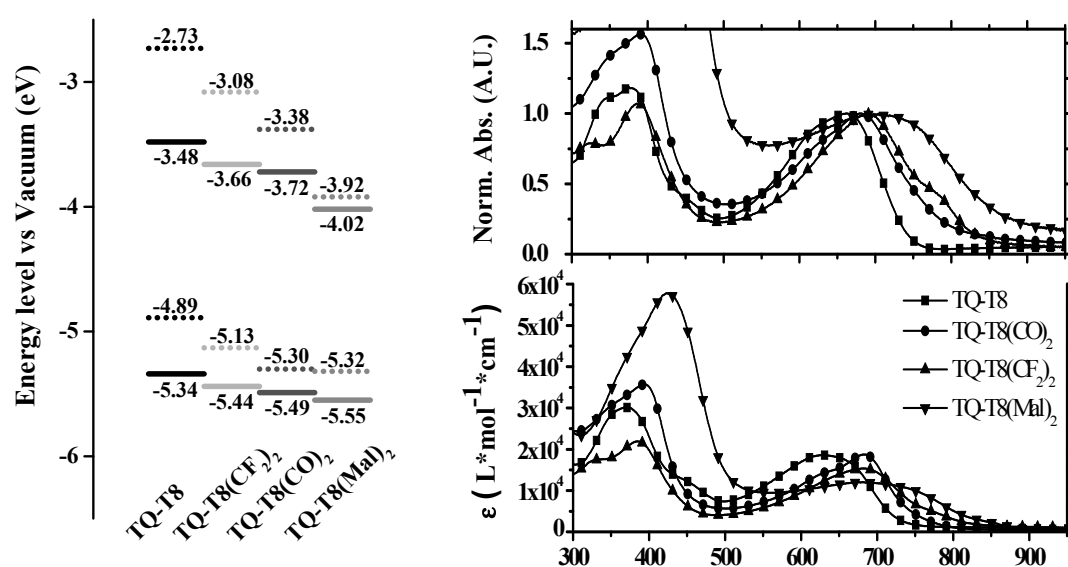 Energy level vs Vacuum (eV)
-3
-4
-5
-6
-2.73
-3.08
-3.38
-3.48
-3.66
-3.72
-3.92
-4.02
-4.89
-5.13
-5.30
-5.32
-5.34
-5.44
-5.49
-5.55
TQ-T8
TQ-T8(CF₂)₂
TQ-T8(CO)₂
TQ-T8(Mal)₂
Norm. Abs. (A.U.)
1.5
1.0
0.5
0.0
ε ( L*mol⁻¹*cm⁻¹)
6x10⁴
5x10⁴
4x10⁴
3x10⁴
2x10⁴
1x10⁴
0
TQ-T8
TQ-T8(CO)₂
TQ-T8(CF₂)₂
TQ-T8(Mal)₂
300 400 500 600 700 800 900